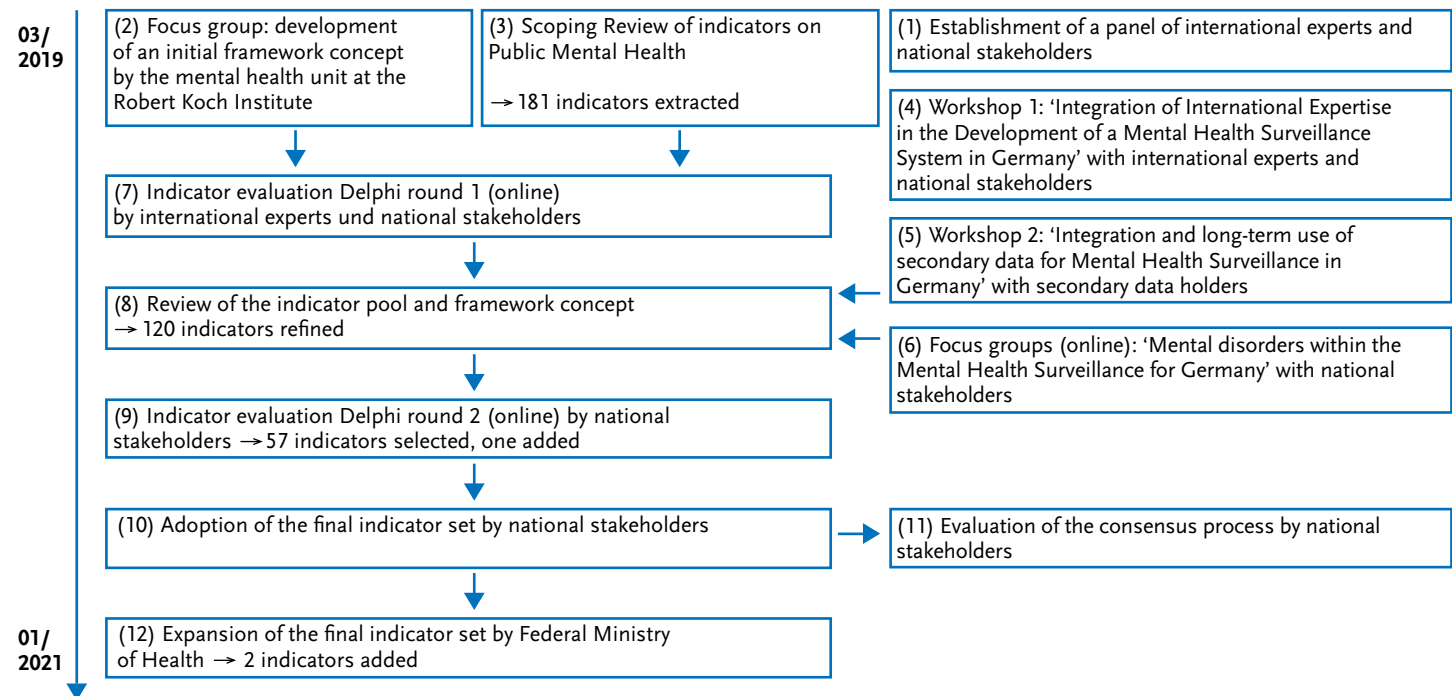 03/
2019
(2) Focus group: development
of an initial framework concept
by the mental health unit at the
Robert Koch Institute
(3) Scoping Review of indicators on
Public Mental Health
→ 181 indicators extracted
(1) Establishment of a panel of international experts and
national stakeholders
(4) Workshop 1: ‘Integration of International Expertise
in the Development of a Mental Health Surveillance
System in Germany’ with international experts and
national stakeholders
(7) Indicator evaluation Delphi round 1 (online)
by international experts und national stakeholders
(5) Workshop 2: ‘Integration and long-term use of
secondary data for Mental Health Surveillance in
Germany’ with secondary data holders
(8) Review of the indicator pool and framework concept
→ 120 indicators refined
(6) Focus groups (online): ‘Mental disorders within the
Mental Health Surveillance for Germany’ with national
stakeholders
(9) Indicator evaluation Delphi round 2 (online) by national
stakeholders → 57 indicators selected, one added
(10) Adoption of the final indicator set by national stakeholders
(11) Evaluation of the consensus process by national
stakeholders
(12) Expansion of the final indicator set by Federal Ministry
of Health → 2 indicators added
01/
2021